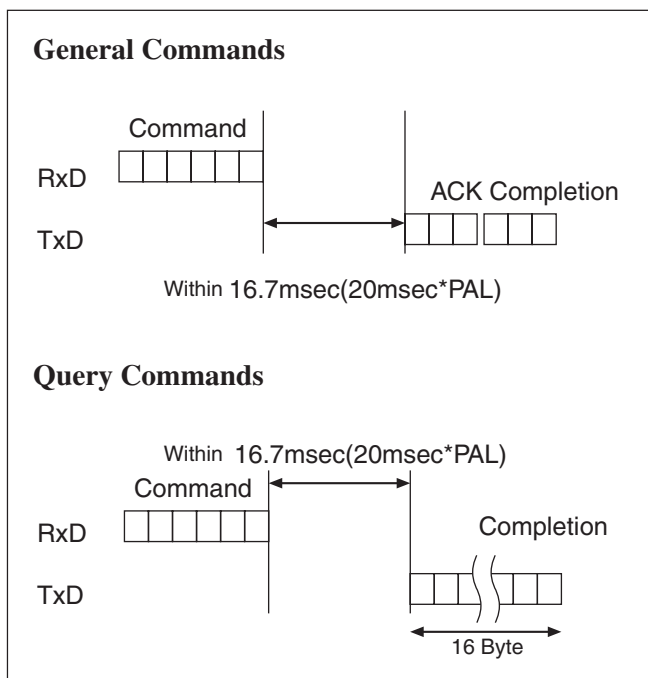 General Commands
Command
RxD
ACK Completion
TxD
Within 16.7msec(20msec*PAL)
Query Commands
Within 16.7msec(20msec*PAL)
Command
RxD
Completion
TxD
16 Byte